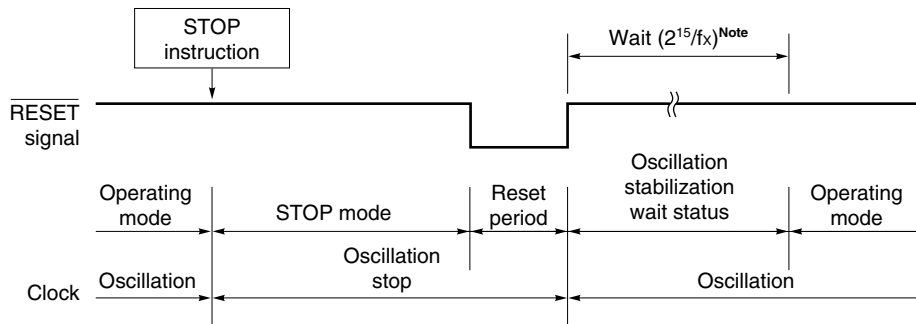 STOP
instruction
Wait (2¹⁵/fx)ᴺᵒᵗᵉ
RESET
signal
Operating
mode
STOP mode
Reset
period
Oscillation
stabilization
wait status
Operating
mode
Clock
Oscillation
Oscillation
stop
Oscillation